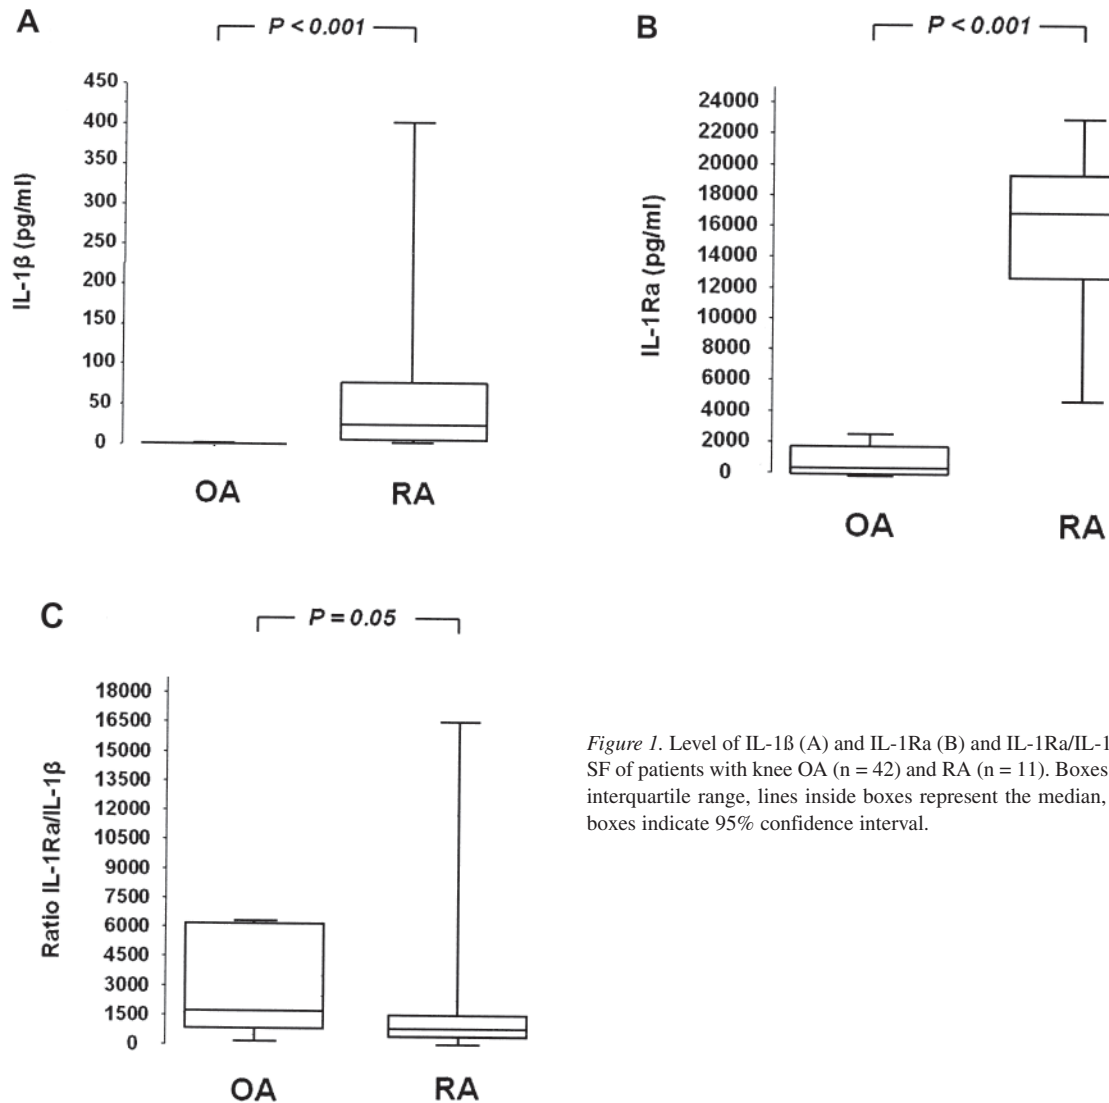 A
P < 0.001
450
400
350
300
250
200
150
100
50
0
IL-1β (pg/ml)
OA RA
B
P < 0.001
24000
22000
20000
18000
16000
14000
12000
10000
8000
6000
4000
2000
0
IL-1Ra (pg/ml)
OA RA
C
P = 0.05
18000
16500
15000
13500
12000
10500
9000
7500
6000
4500
3000
1500
0
Ratio IL-1Ra/IL-1β
OA RA
Figure 1. Level of IL-1ß (A) and IL-1Ra (B) and IL-1Ra/IL-1
SF of patients with knee OA (n = 42) and RA (n = 11). Boxes
interquartile range, lines inside boxes represent the median,
boxes indicate 95% confidence interval.